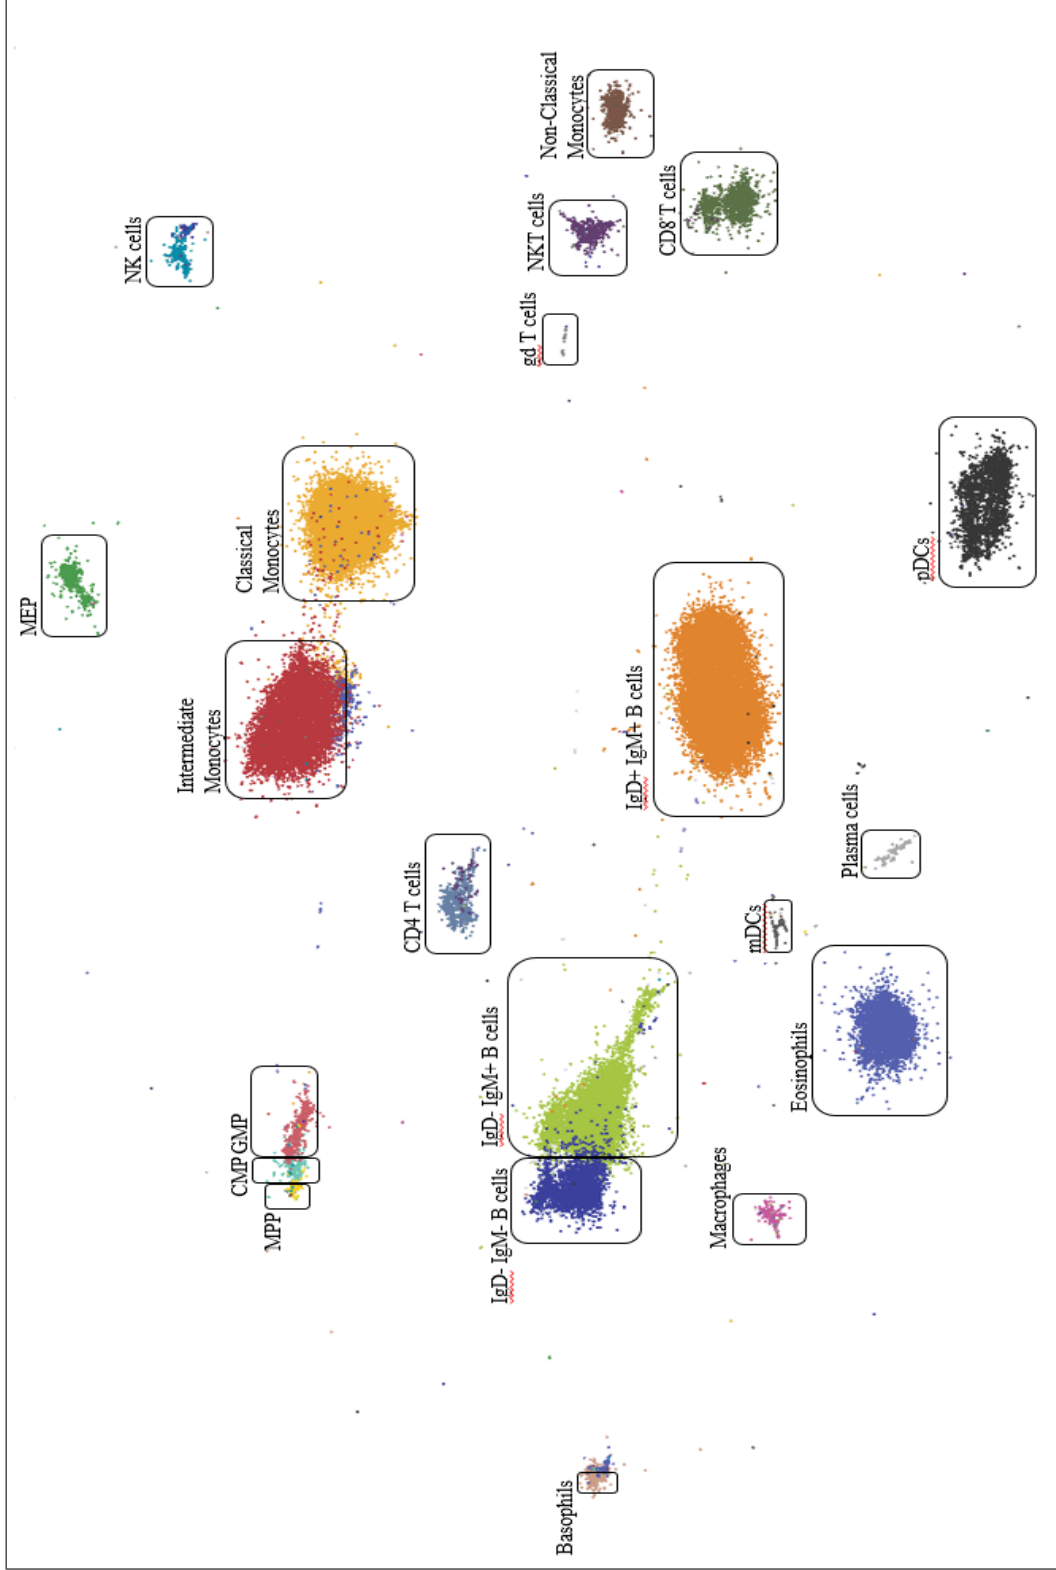 MEP
NK cells
Intermediate
Monocytes
CMP GMP
Classical
Monocytes
MPP
CD4 T cells
IgD- IgM+ B cells
IgD- IgM- B cells
gd T cells
NKT cells
Non-Classical
Monocytes
Basophils
IgD+ IgM+ B cells
CD8 T cells
Macrophages
mDCs
Eosinophils
Plasma cells
pDCs